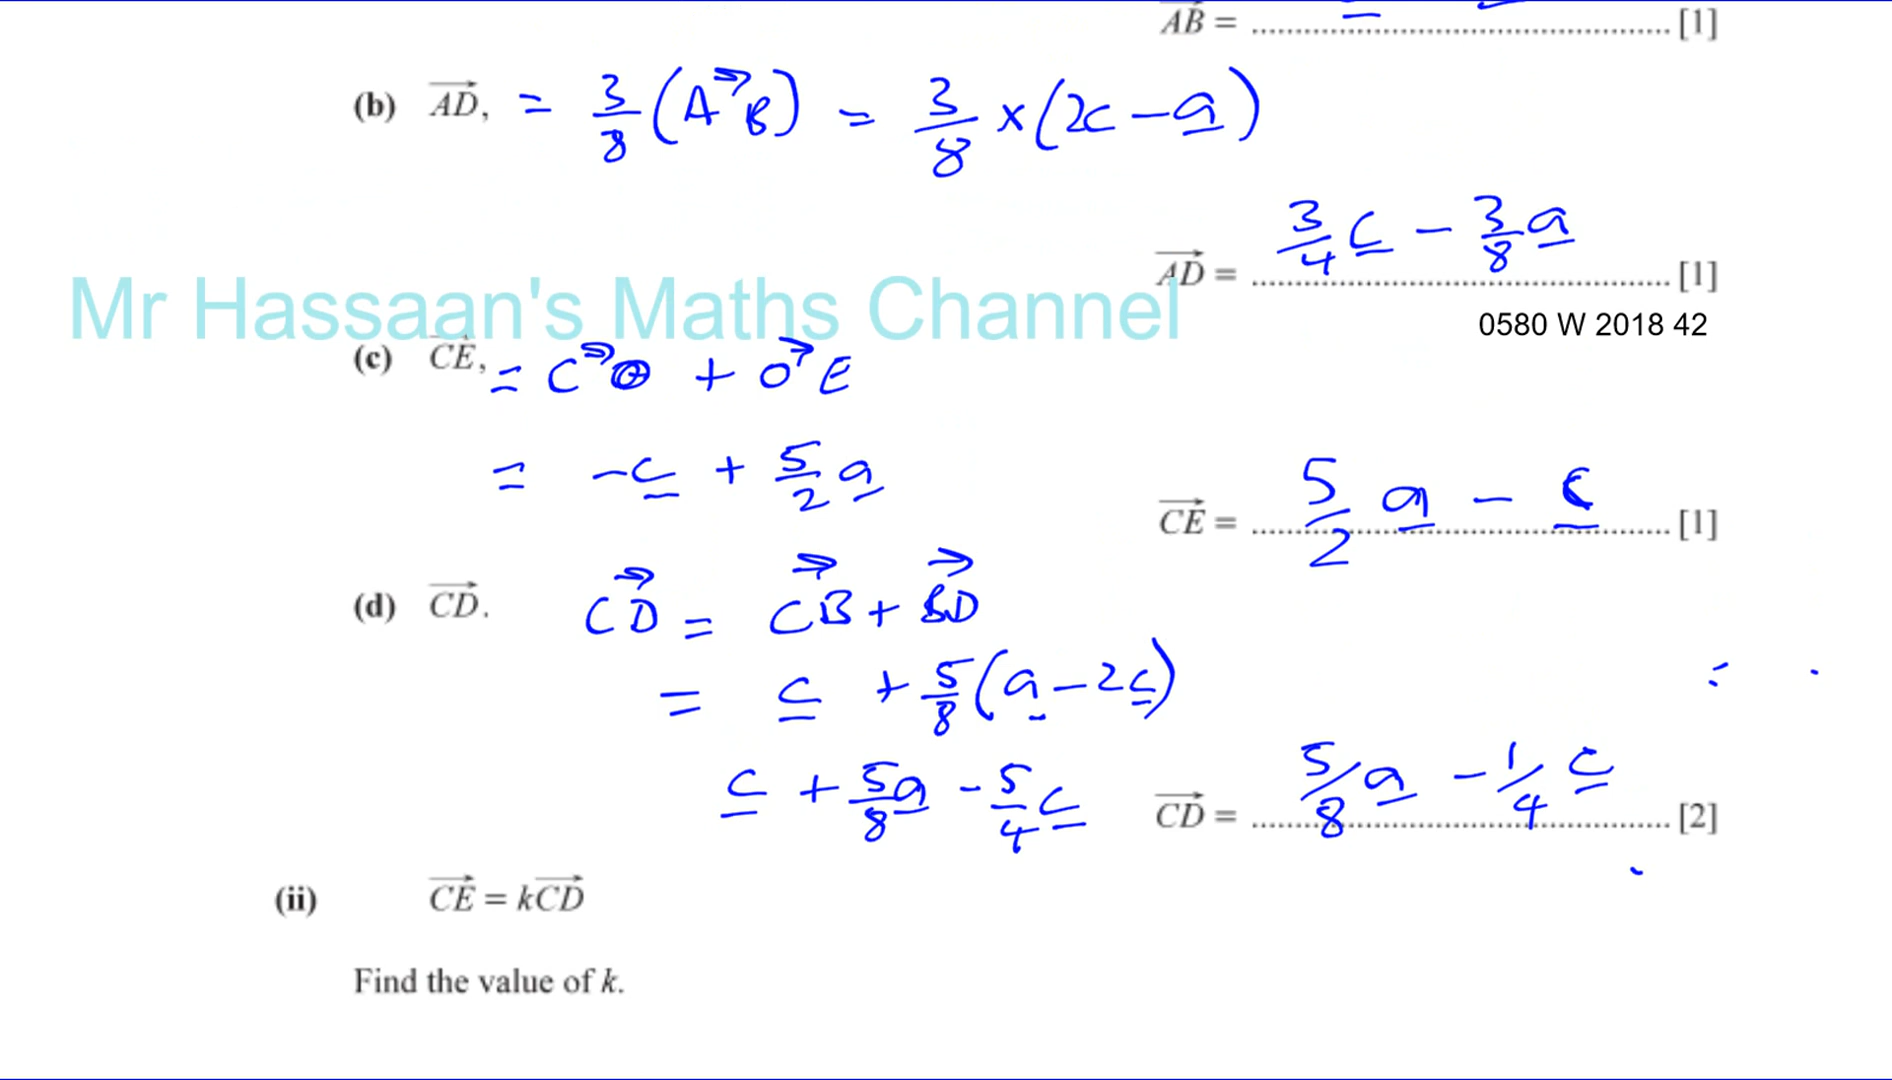 AB = ........................ [1]
(b) AD, = 3/8 (AB) = 3/8 × (2c − a)
3/4 c − 3/8 a
AD = ........................ [1]
Mr Hassaan's Maths Channel
0580 W 2018 42
(c) CE, = CO + OE
= −c + 5/2 a
CE = 5/2 a − c [1]
(d) CD. CD = CB + BD
= c + 5/8 (a − 2c)
c + 5/8 a − 5/4 c
CD = 5/8 a − 1/4 c [2]
(ii) CE = kCD
Find the value of k.